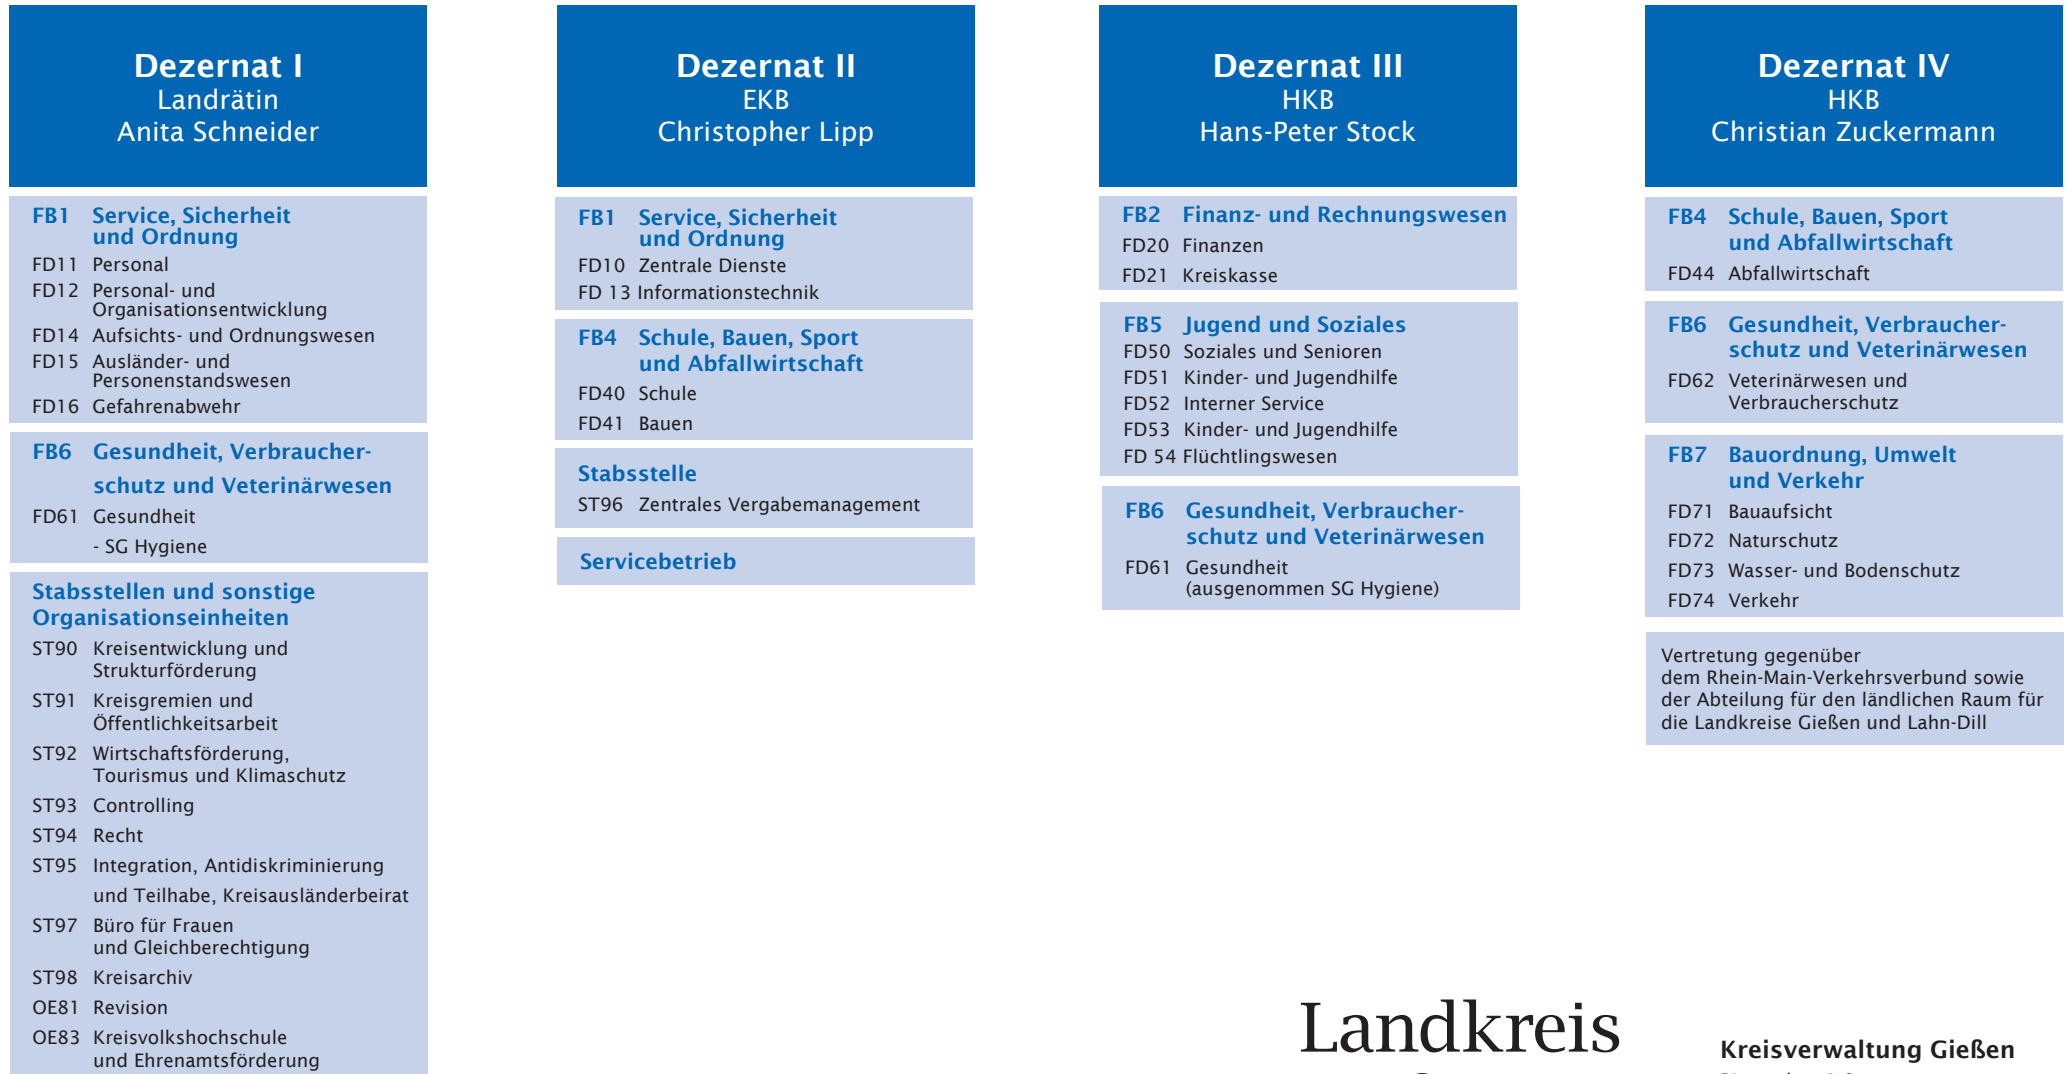 Dezernat I
Landrätin
Anita Schneider
FB1 Service, Sicherheit
und Ordnung
FD11 Personal
FD12 Personal- und
Organisationsentwicklung
FD14 Aufsichts- und Ordnungswesen
FD15 Ausländer- und
Personenstandswesen
FD16 Gefahrenabwehr
FB6 Gesundheit, Verbraucher-
schutz und Veterinärwesen
FD61 Gesundheit
- SG Hygiene
Stabsstellen und sonstige
Organisationseinheiten
ST90 Kreisentwicklung und
Strukturförderung
ST91 Kreisgremien und
Öffentlichkeitsarbeit
ST92 Wirtschaftsförderung,
Tourismus und Klimaschutz
ST93 Controlling
ST94 Recht
ST95 Integration, Antidiskriminierung
und Teilhabe, Kreisausländerbeirat
ST97 Büro für Frauen
und Gleichberechtigung
ST98 Kreisarchiv
OE81 Revision
OE83 Kreisvolkshochschule
und Ehrenamtsförderung
Dezernat II
EKB
Christopher Lipp
FB1 Service, Sicherheit
und Ordnung
FD10 Zentrale Dienste
FD 13 Informationstechnik
FB4 Schule, Bauen, Sport
und Abfallwirtschaft
FD40 Schule
FD41 Bauen
Stabsstelle
ST96 Zentrales Vergabemanagement
Servicebetrieb
Dezernat III
HKB
Hans-Peter Stock
FB2 Finanz- und Rechnungswesen
FD20 Finanzen
FD21 Kreiskasse
FB5 Jugend und Soziales
FD50 Soziales und Senioren
FD51 Kinder- und Jugendhilfe
FD52 Interner Service
FD53 Kinder- und Jugendhilfe
FD 54 Flüchtlingswesen
FB6 Gesundheit, Verbraucher-
schutz und Veterinärwesen
FD61 Gesundheit
(ausgenommen SG Hygiene)
Dezernat IV
HKB
Christian Zuckermann
FB4 Schule, Bauen, Sport
und Abfallwirtschaft
FD44 Abfallwirtschaft
FB6 Gesundheit, Verbraucher-
schutz und Veterinärwesen
FD62 Veterinärwesen und
Verbraucherschutz
FB7 Bauordnung, Umwelt
und Verkehr
FD71 Bauaufsicht
FD72 Naturschutz
FD73 Wasser- und Bodenschutz
FD74 Verkehr
Vertretung gegenüber
dem Rhein-Main-Verkehrsverbund sowie
der Abteilung für den ländlichen Raum für
die Landkreise Gießen und Lahn-Dill
Landkreis
Kreisverwaltung Gießen